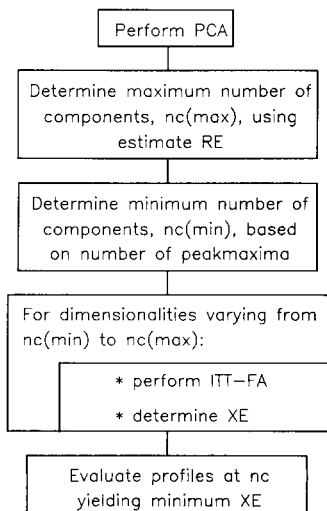 Perform PCA
Determine maximum number of
components, nc(max), using
estimate RE
Determine minimum number of
components, nc(min), based
on number of peakmaxima
For dimensionalities varying from
nc(min) to nc(max):
* perform ITT-FA
* determine XE
Evaluate profiles at nc
yielding minimum XE